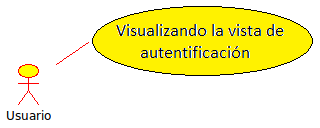 Visualizando la vista de
autentificación
Usuario